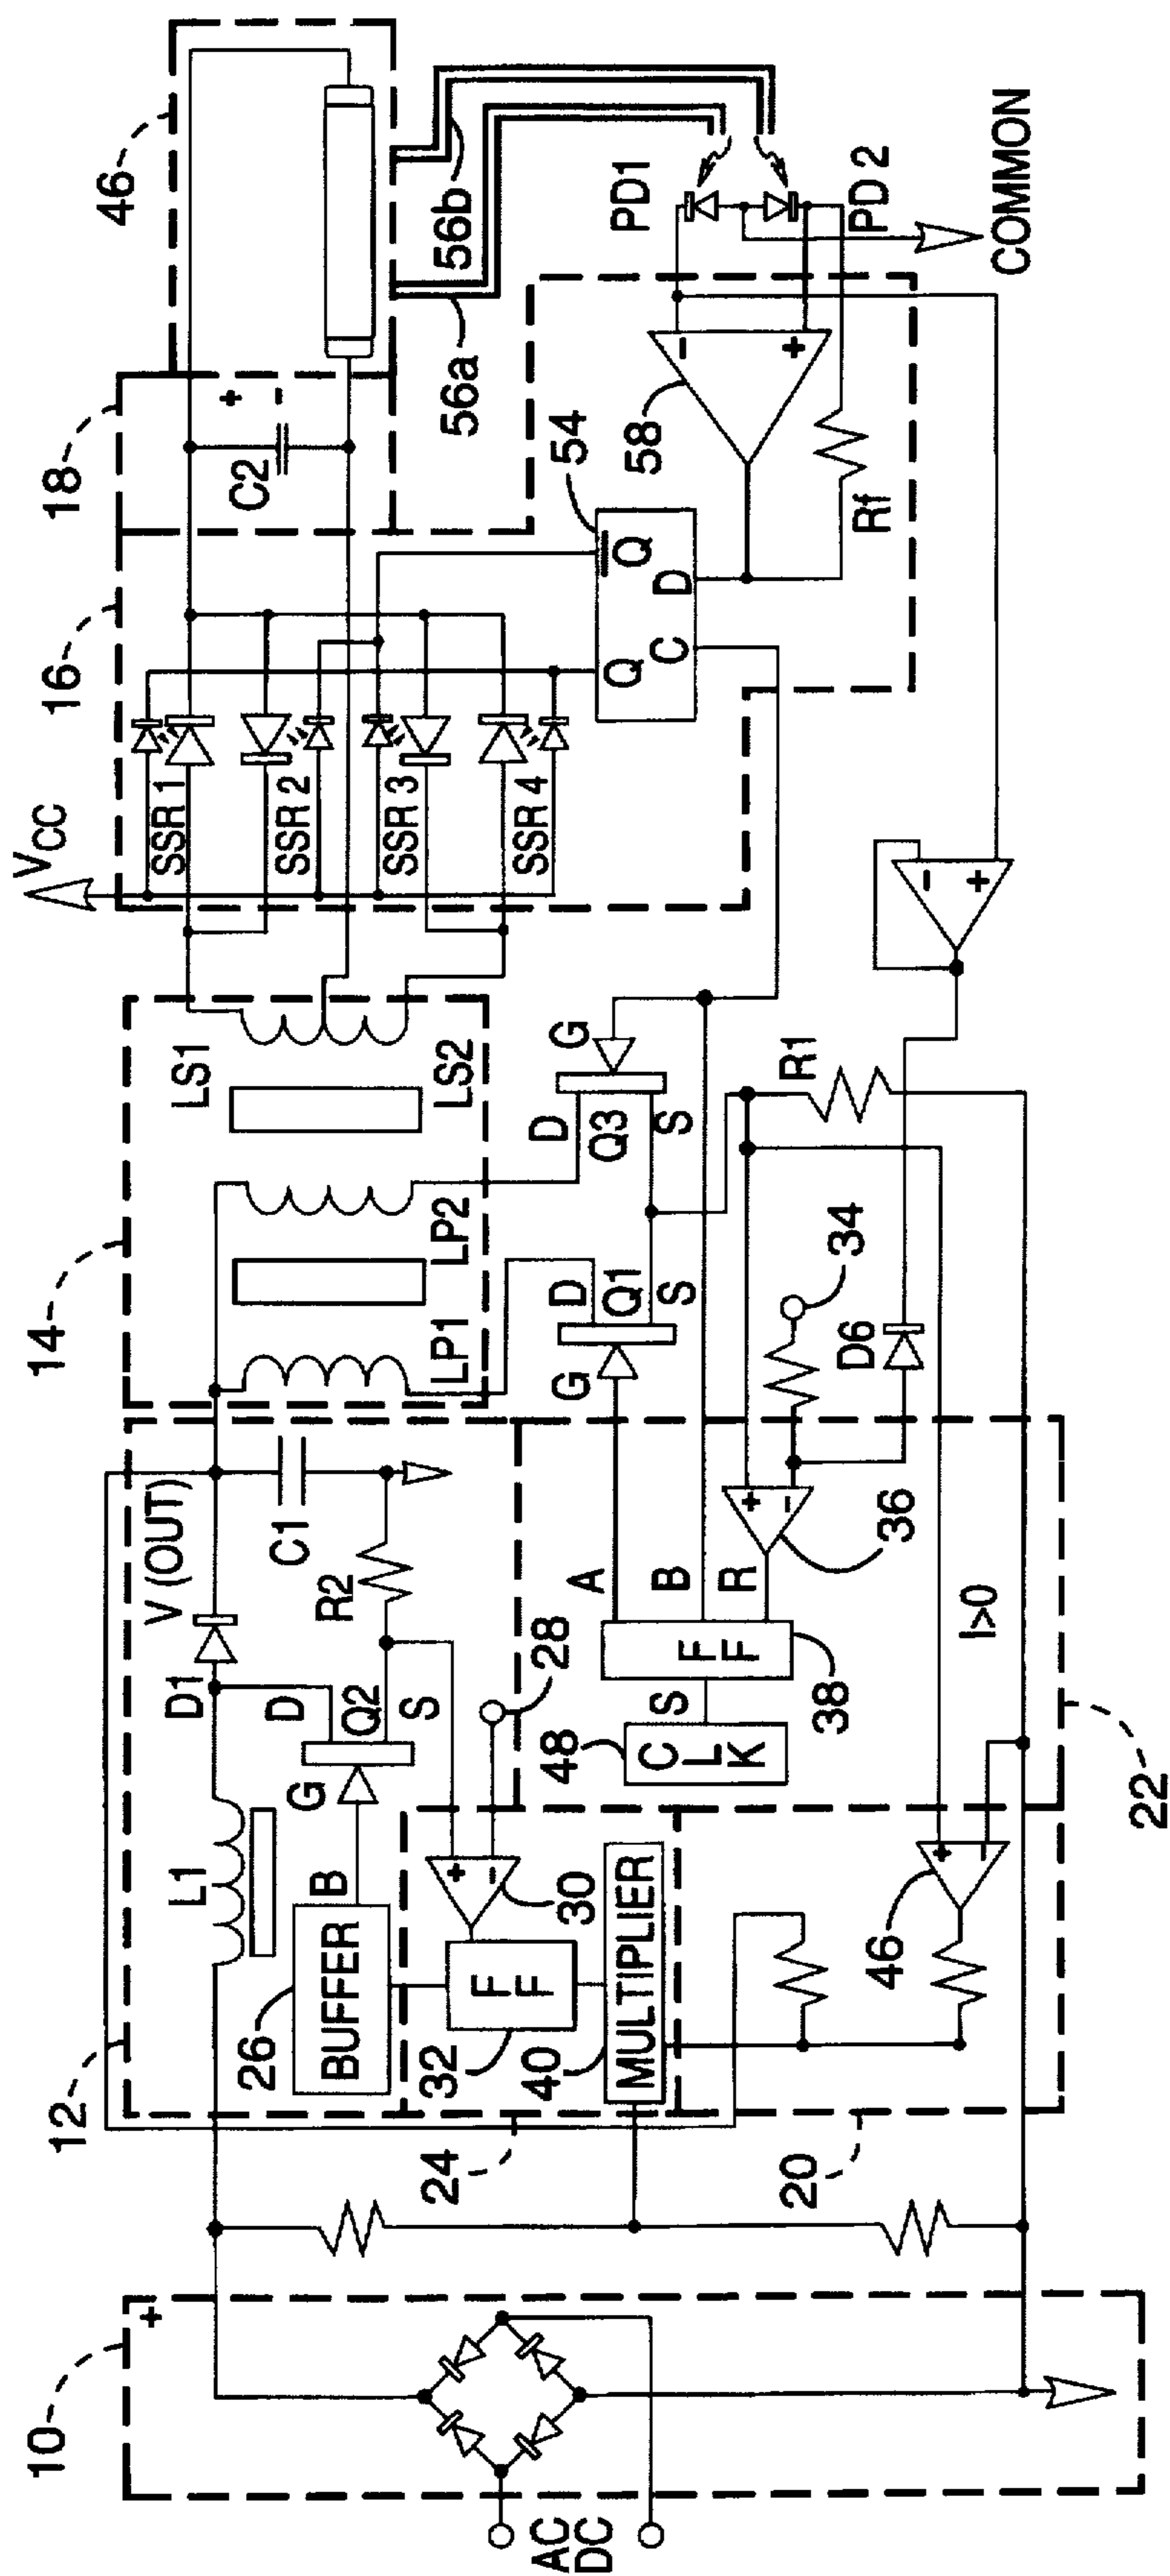 10
+
AC
DC
12
L1
D1
V (OUT)
C1
R2
D
Q2
G
S
B
26
BUFFER
24
32
F F
+
-
30
28
40
MULTIPLIER
20
46
+
-
I>0
22
48
CLK
S
F F
38
A
B
R
+
-
36
34
D6
14
LP1
LP2
LS1
LS2
G
D
Q1
S
D
Q3
S
G
R1
+
-
VCC
16
SSR 1
SSR 2
SSR 3
SSR 4
54
Q
Q
C
D
18
C2
+
-
46
56a
56b
58
-
+
Rf
PD1
PD 2
COMMON